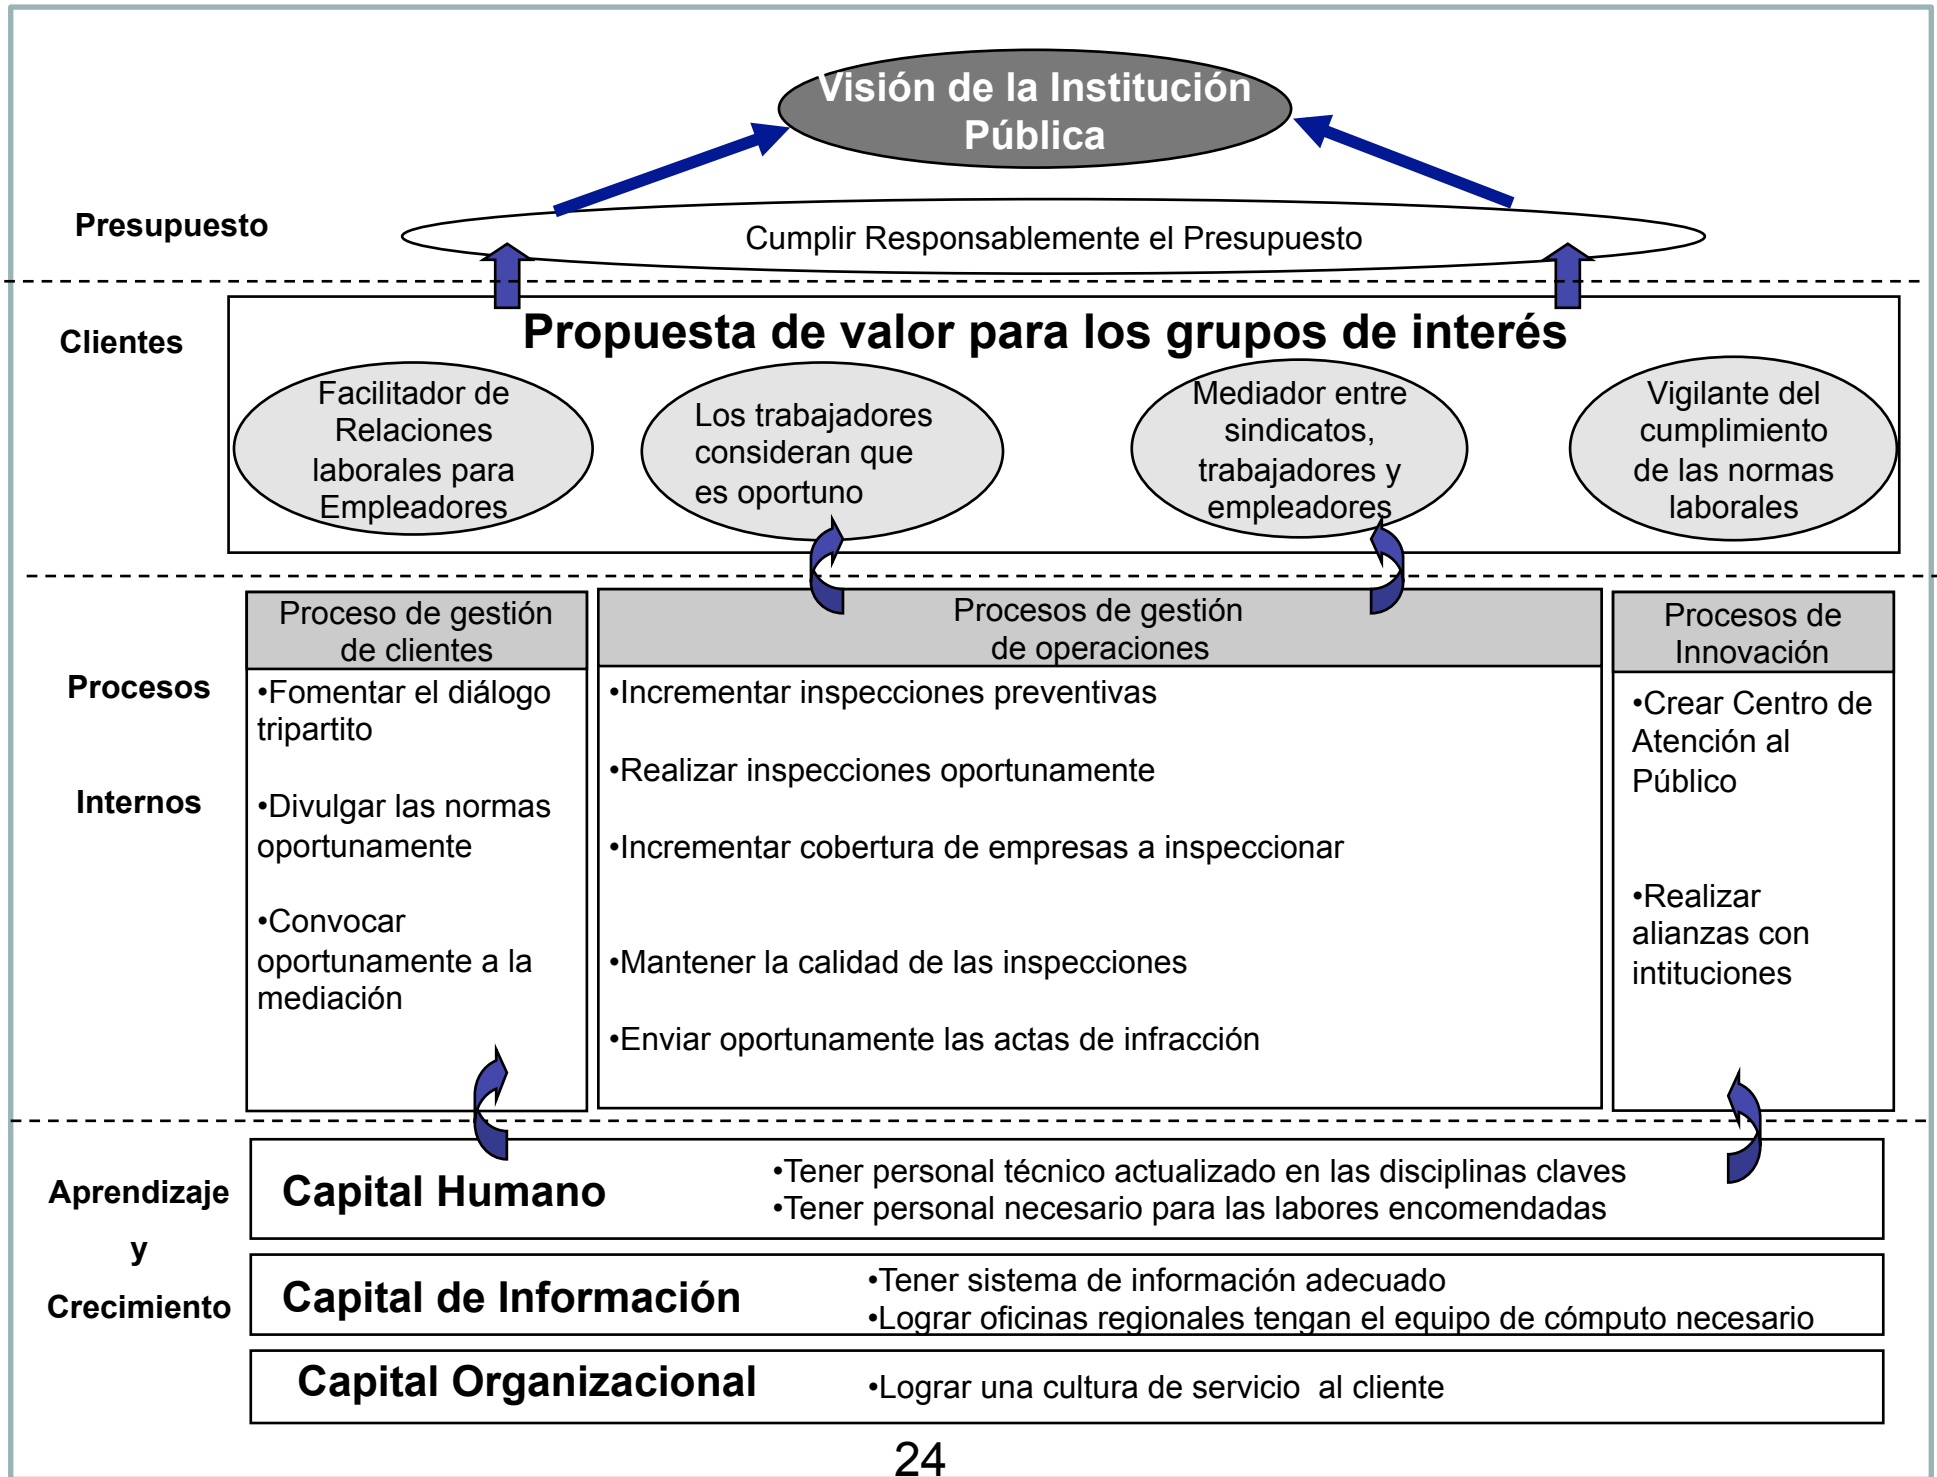 Visión de la Institución
Pública
Presupuesto
Cumplir Responsablemente el Presupuesto
Clientes
Propuesta de valor para los grupos de interés
Facilitador de
Relaciones
laborales para
Empleadores
Los trabajadores
consideran que
es oportuno
Mediador entre
sindicatos,
trabajadores y
empleadores
Vigilante del
cumplimiento
de las normas
laborales
Procesos
Internos
Proceso de gestión
de clientes
•Fomentar el diálogo
tripartito
•Divulgar las normas
oportunamente
•Convocar
oportunamente a la
mediación
Procesos de gestión
de operaciones
•Incrementar inspecciones preventivas
•Realizar inspecciones oportunamente
•Incrementar cobertura de empresas a inspeccionar
•Mantener la calidad de las inspecciones
•Enviar oportunamente las actas de infracción
Procesos de
Innovación
•Crear Centro de
Atención al
Público
•Realizar
alianzas con
intituciones
Aprendizaje
y
Crecimiento
Capital Humano
•Tener personal técnico actualizado en las disciplinas claves
•Tener personal necesario para las labores encomendadas
Capital de Información
•Tener sistema de información adecuado
•Lograr oficinas regionales tengan el equipo de cómputo necesario
Capital Organizacional
•Lograr una cultura de servicio  al cliente
24